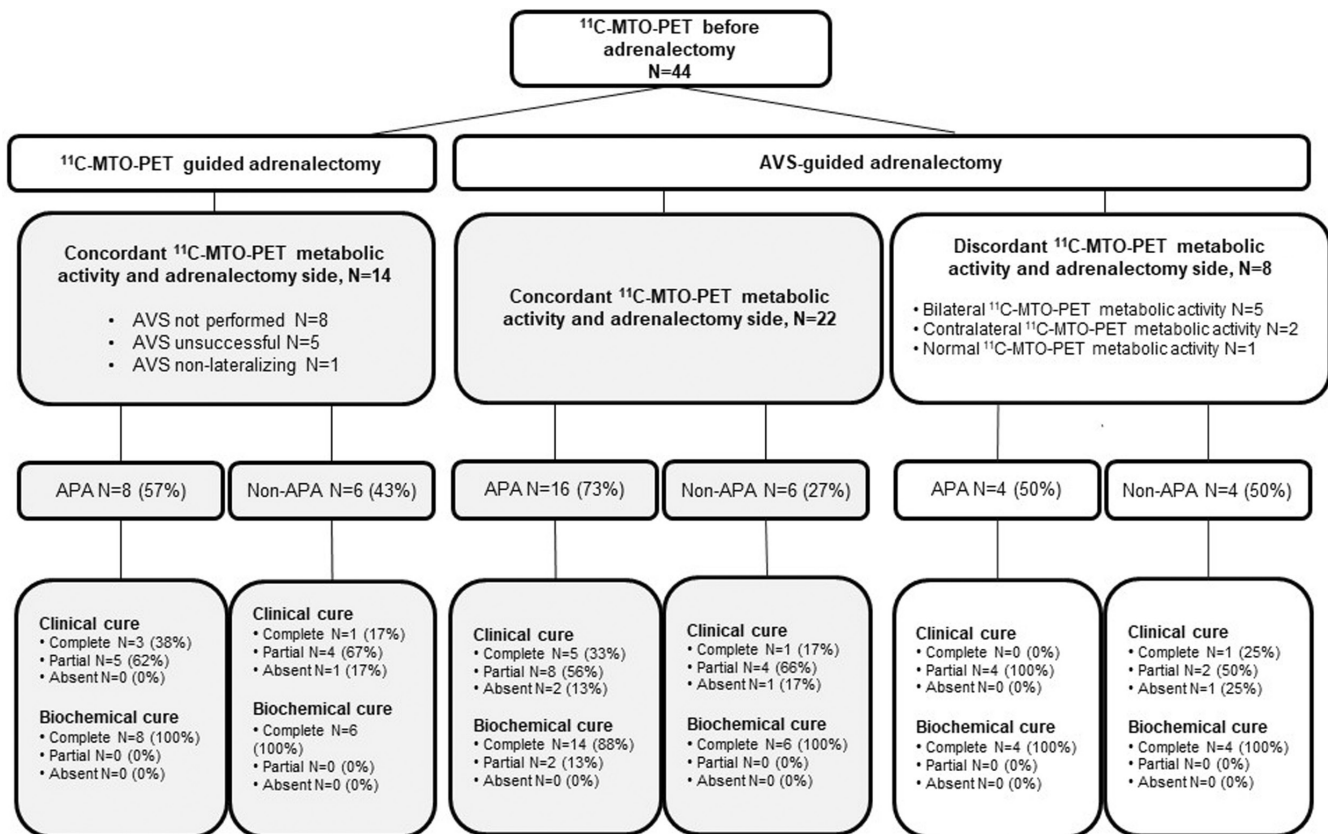 ¹¹C-MTO-PET before
adrenalectomy
N=44
¹¹C-MTO-PET guided adrenalectomy
AVS-guided adrenalectomy
Concordant ¹¹C-MTO-PET metabolic
activity and adrenalectomy side, N=14
• AVS not performed N=8
• AVS unsuccessful N=5
• AVS non-lateralizing N=1
Concordant ¹¹C-MTO-PET metabolic
activity and adrenalectomy side, N=22
Discordant ¹¹C-MTO-PET metabolic
activity and adrenalectomy side, N=8
• Bilateral ¹¹C-MTO-PET metabolic activity N=5
• Contralateral ¹¹C-MTO-PET metabolic activity N=2
• Normal ¹¹C-MTO-PET metabolic activity N=1
APA N=8 (57%)
Non-APA N=6 (43%)
APA N=16 (73%)
Non-APA N=6 (27%)
APA N=4 (50%)
Non-APA N=4 (50%)
Clinical cure
• Complete N=3 (38%)
• Partial N=5 (62%)
• Absent N=0 (0%)
Biochemical cure
• Complete N=8 (100%)
• Partial N=0 (0%)
• Absent N=0 (0%)
Clinical cure
• Complete N=1 (17%)
• Partial N=4 (67%)
• Absent N=1 (17%)
Biochemical cure
• Complete N=6
(100%)
• Partial N=0 (0%)
• Absent N=0 (0%)
Clinical cure
• Complete N=5 (33%)
• Partial N=8 (56%)
• Absent N=2 (13%)
Biochemical cure
• Complete N=14 (88%)
• Partial N=2 (13%)
• Absent N=0 (0%)
Clinical cure
• Complete N=1 (17%)
• Partial N=4 (66%)
• Absent N=1 (17%)
Biochemical cure
• Complete N=6 (100%)
• Partial N=0 (0%)
• Absent N=0 (0%)
Clinical cure
• Complete N=0 (0%)
• Partial N=4 (100%)
• Absent N=0 (0%)
Biochemical cure
• Complete N=4 (100%)
• Partial N=0 (0%)
• Absent N=0 (0%)
Clinical cure
• Complete N=1 (25%)
• Partial N=2 (50%)
• Absent N=1 (25%)
Biochemical cure
• Complete N=4 (100%)
• Partial N=0 (0%)
• Absent N=0 (0%)